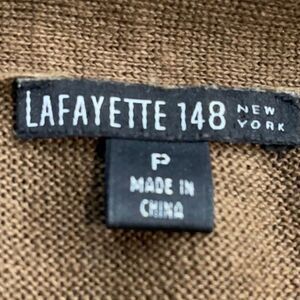 LAFAYETTE 148 NEW YORK
P
MADE IN
CHINA